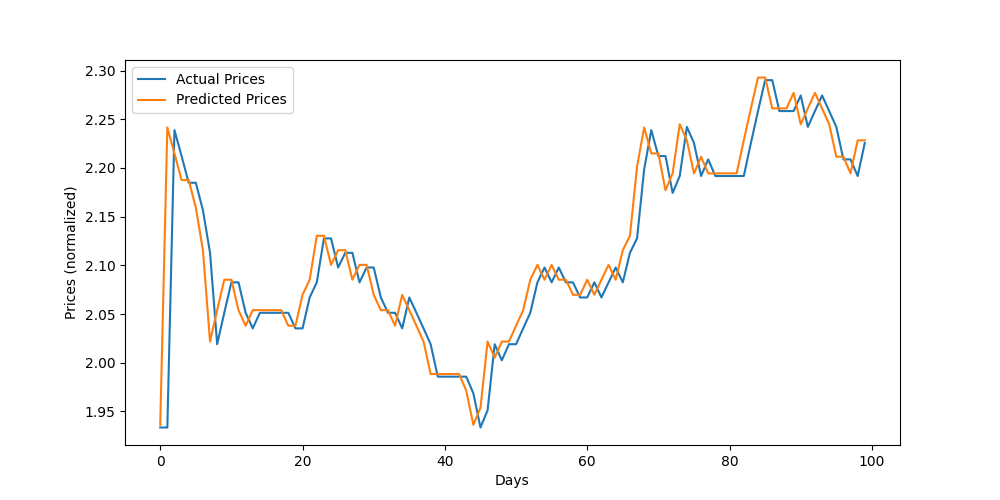 Actual Prices
Predicted Prices
Prices (normalized)
2.30
2.25
2.20
2.15
2.10
2.05
2.00
1.95
0 20 40 60 80 100
Days